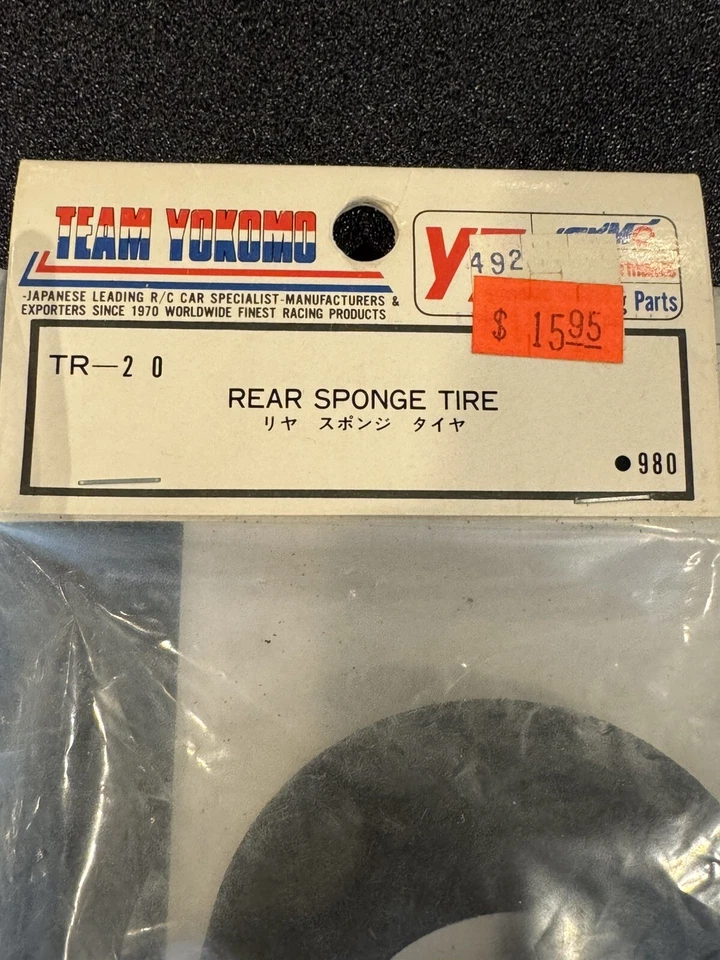 TEAM YOKOMO
-JAPANESE LEADING R/C CAR SPECIALIST-MANUFACTURERS &
EXPORTERS SINCE 1970 WORLDWIDE FINEST RACING PRODUCTS
492
$ 15.95
Parts
TR-20
REAR SPONGE TIRE
リヤ スポンジ タイヤ
●980